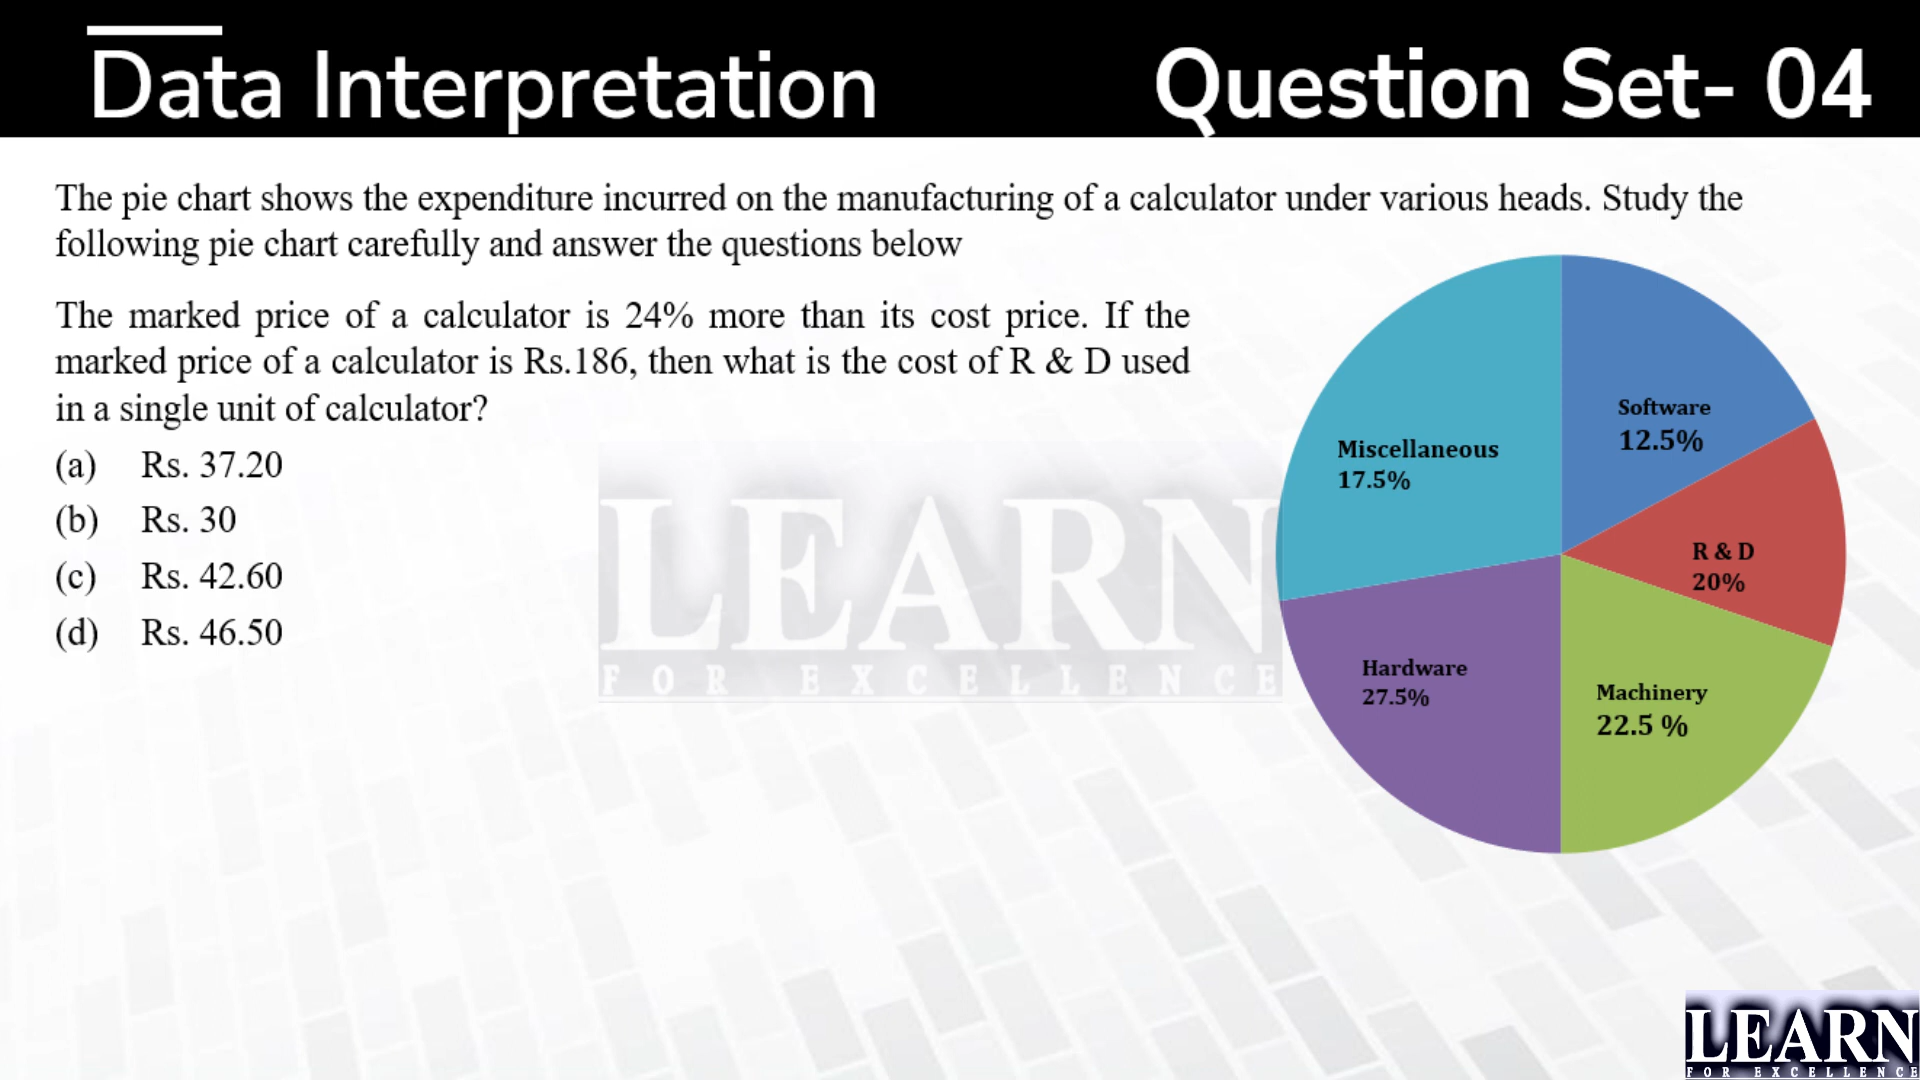 Data Interpretation
Question Set- 04
The pie chart shows the expenditure incurred on the manufacturing of a calculator under various heads. Study the
following pie chart carefully and answer the questions below
The marked price of a calculator is 24% more than its cost price. If the
marked price of a calculator is Rs.186, then what is the cost of R & D used
in a single unit of calculator?
(a) Rs. 37.20
(b) Rs. 30
(c) Rs. 42.60
(d) Rs. 46.50
Software
12.5%
Miscellaneous
17.5%
R & D
20%
Hardware
27.5%
Machinery
22.5 %
LEARN
FOR EXCELLENCE
LEARN
FOR EXCELLENCE